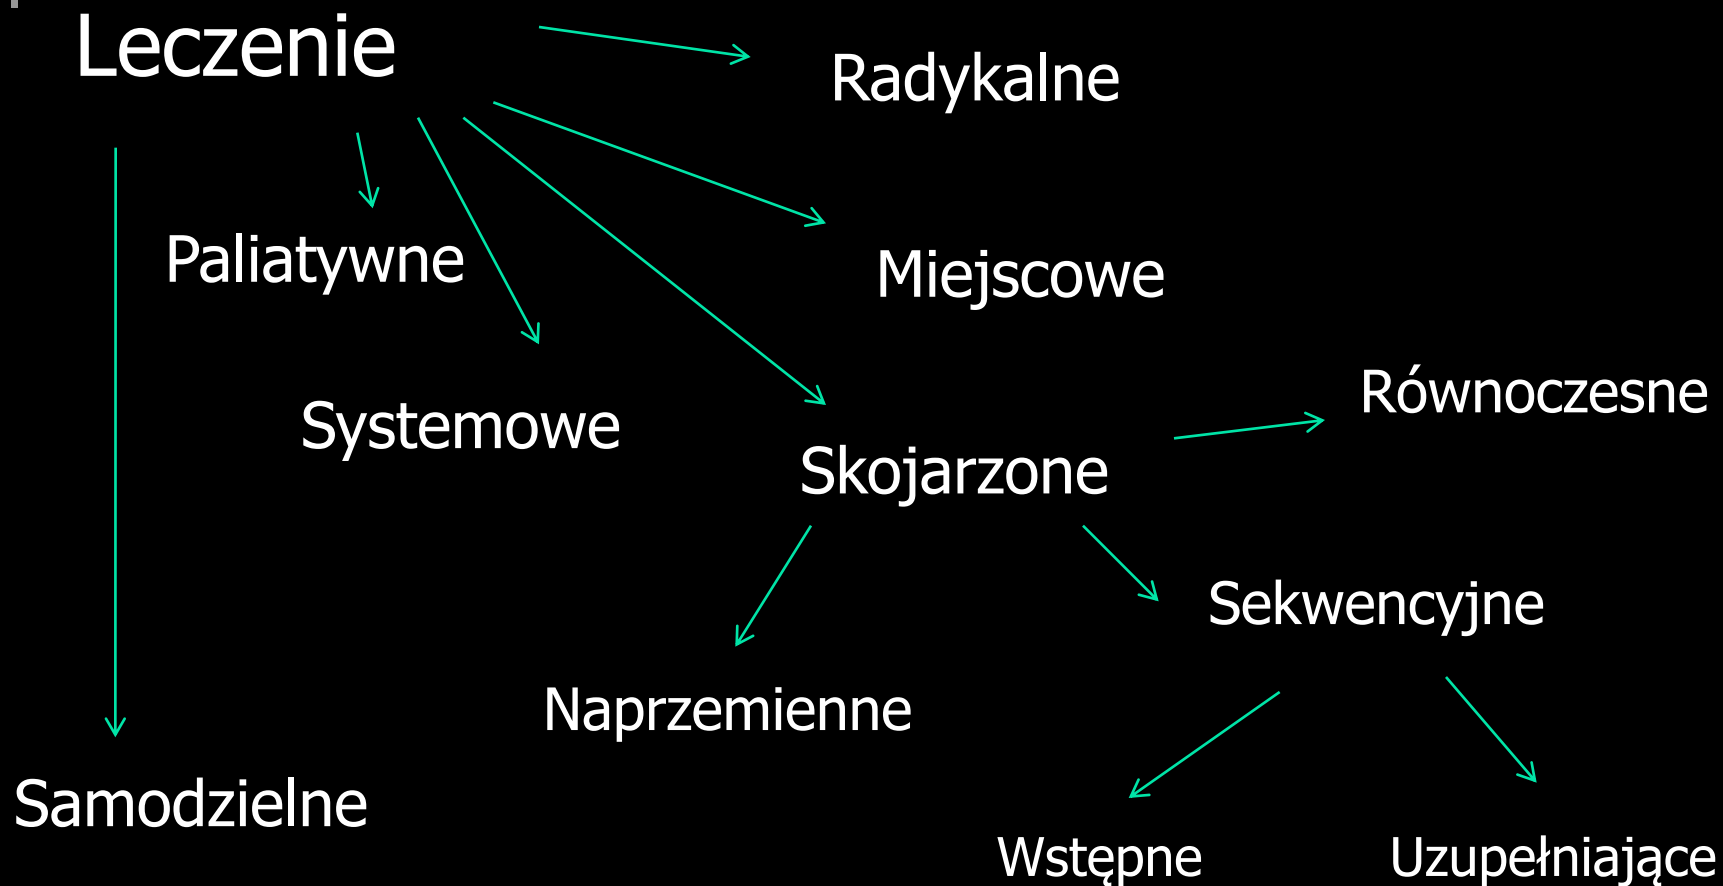 Leczenie
Radykalne
Paliatywne
Miejscowe
Systemowe
Równoczesne
Skojarzone
Sekwencyjne
Naprzemienne
Samodzielne
Wstępne
Uzupełniające